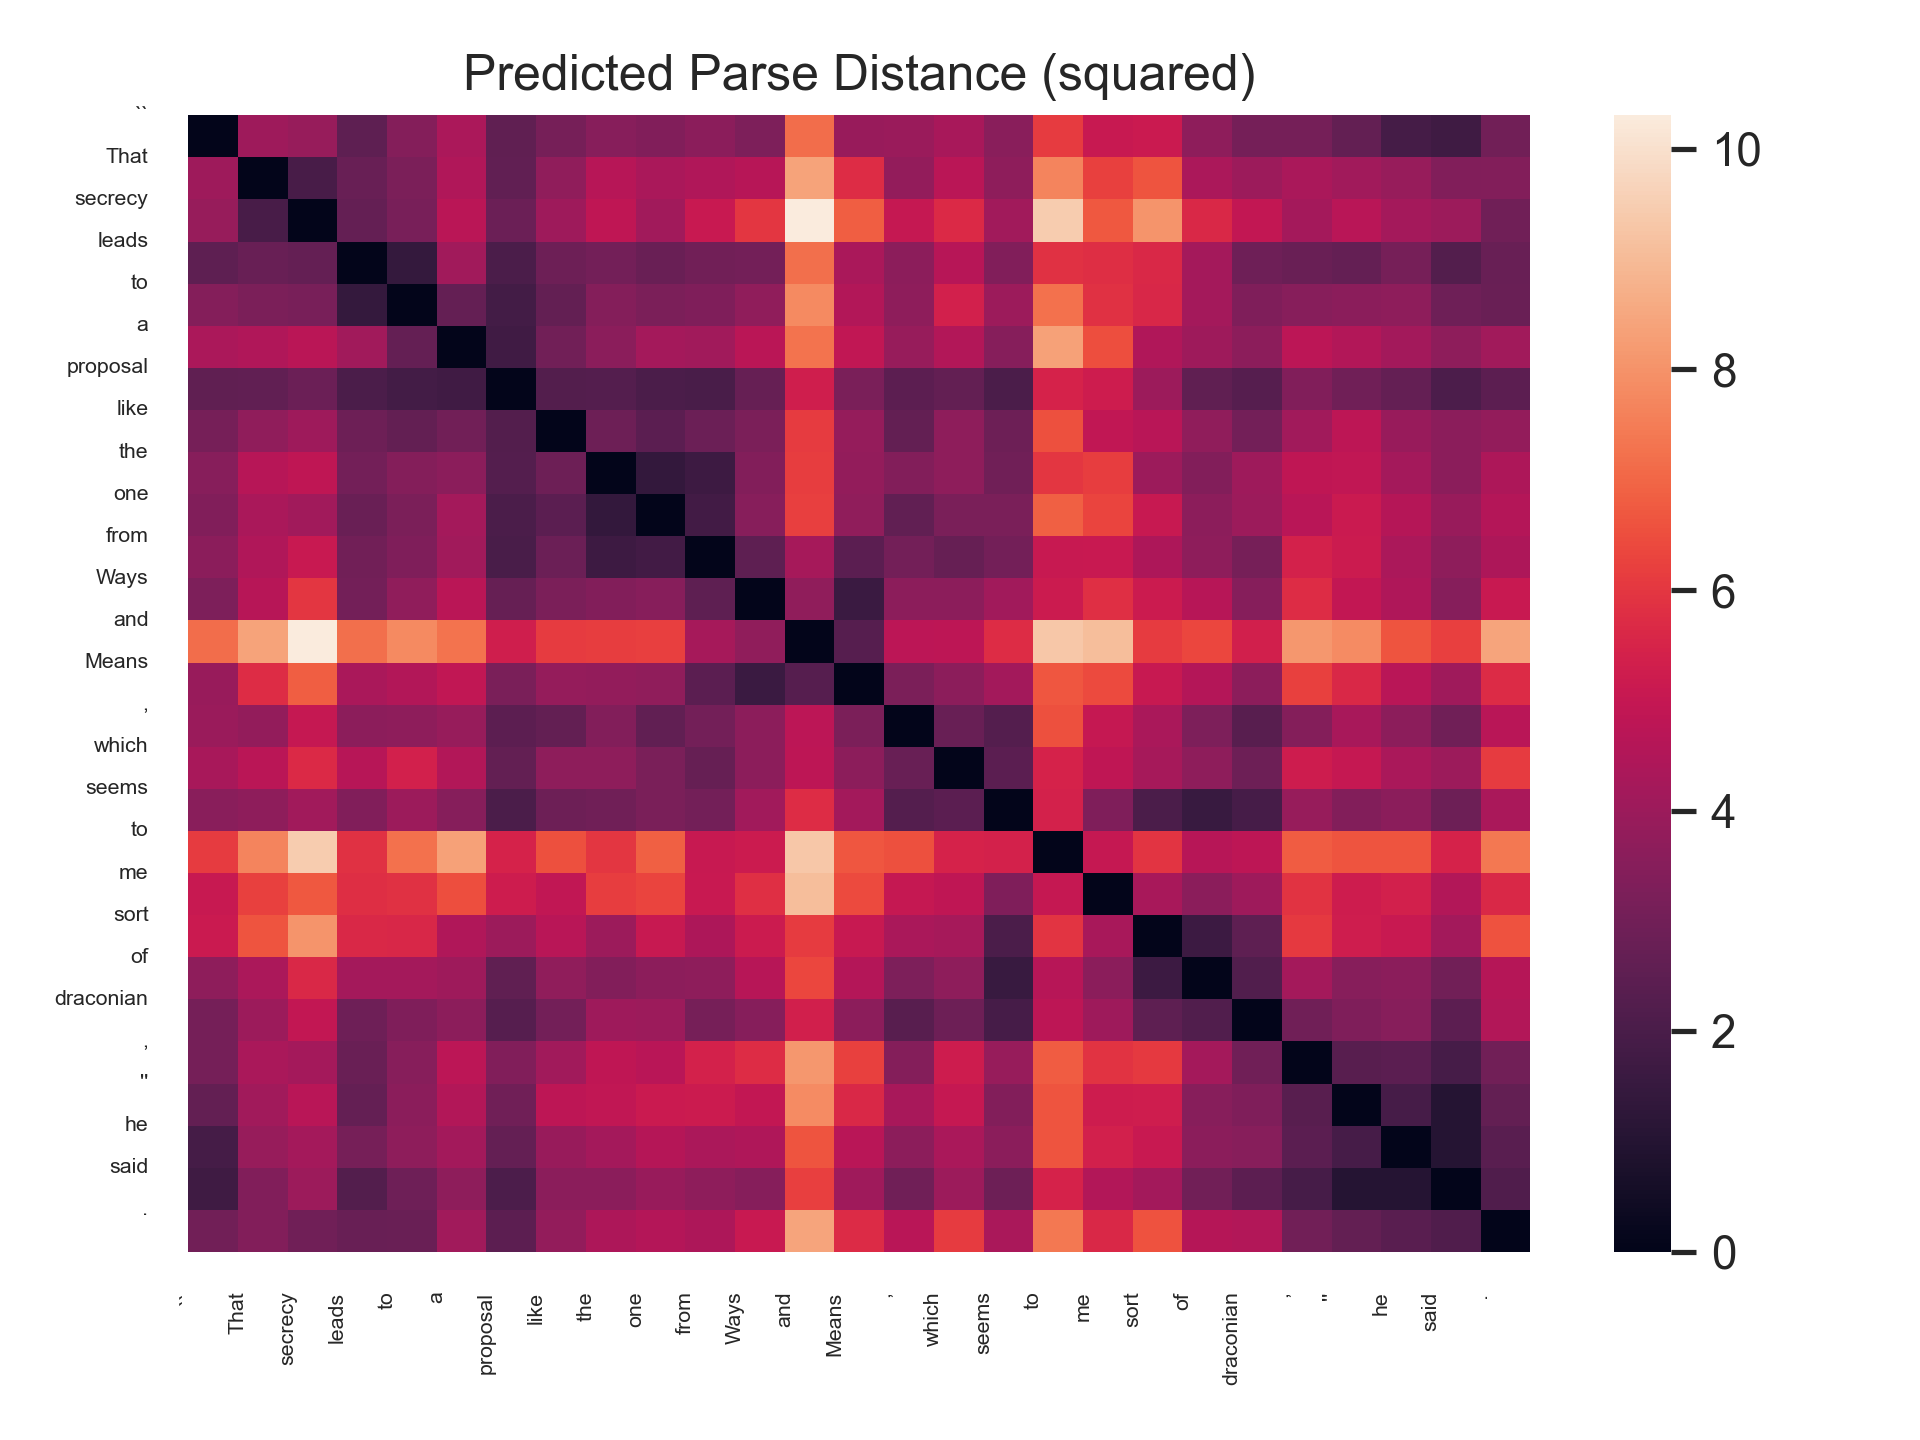 Predicted Parse Distance (squared)
``
That
secrecy
leads
to
a
proposal
like
the
one
from
Ways
and
Means
,
which
seems
to
me
sort
of
draconian
,
''
he
said
.
10
8
6
4
2
0
`` That secrecy leads to a proposal like the one from Ways and Means , which seems to me sort of draconian , '' he said .